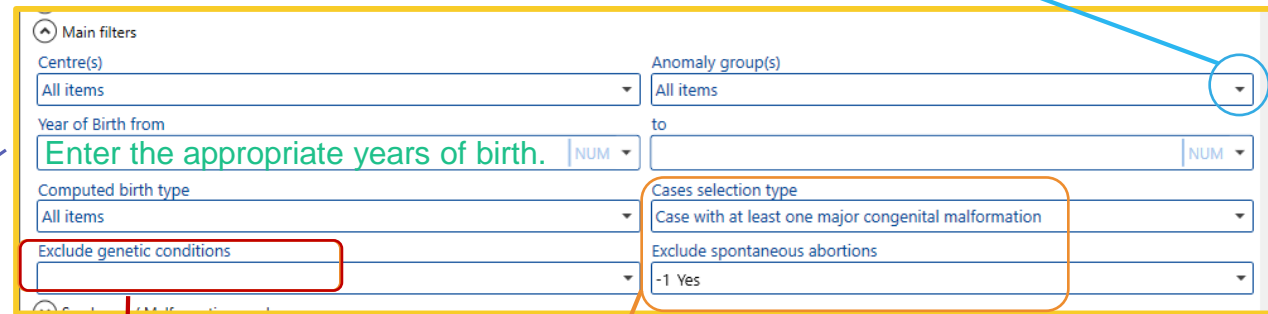 Main filters
Centre(s) Anomaly group(s)
All items All items
Year of Birth from to
Enter the appropriate years of birth. NUM NUM
Computed birth type Cases selection type
All items Case with at least one major congenital malformation
Exclude genetic conditions Exclude spontaneous abortions
-1 Yes